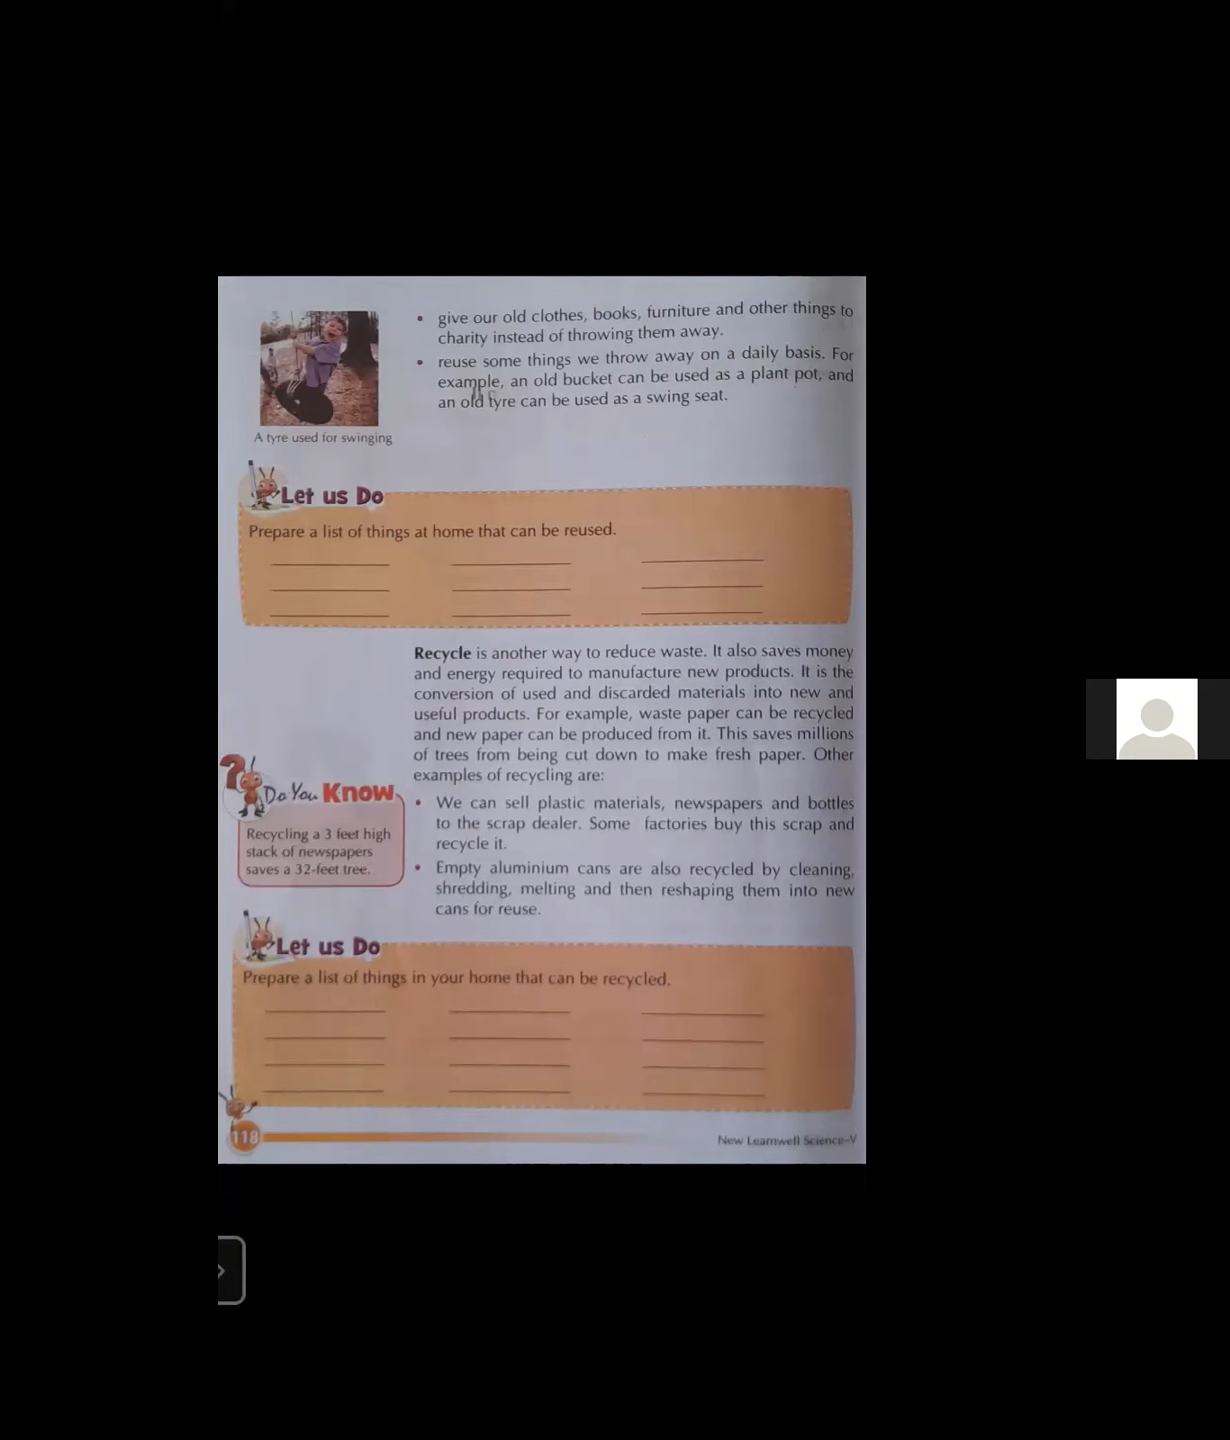 • give our old clothes, books, furniture and other things to
charity instead of throwing them away.
• reuse some things we throw away on a daily basis. For
example, an old bucket can be used as a plant pot, and
an old tyre can be used as a swing seat.
A tyre used for swinging
Let us Do
Prepare a list of things at home that can be reused.
Recycle is another way to reduce waste. It also saves money
and energy required to manufacture new products. It is the
conversion of used and discarded materials into new and
useful products. For example, waste paper can be recycled
and new paper can be produced from it. This saves millions
of trees from being cut down to make fresh paper. Other
examples of recycling are:
Do You Know
Recycling a 3 feet high
stack of newspapers
saves a 32-feet tree.
• We can sell plastic materials, newspapers and bottles
to the scrap dealer. Some factories buy this scrap and
recycle it.
• Empty aluminium cans are also recycled by cleaning,
shredding, melting and then reshaping them into new
cans for reuse.
Let us Do
Prepare a list of things in your home that can be recycled.
118
New Learnwell Science–V